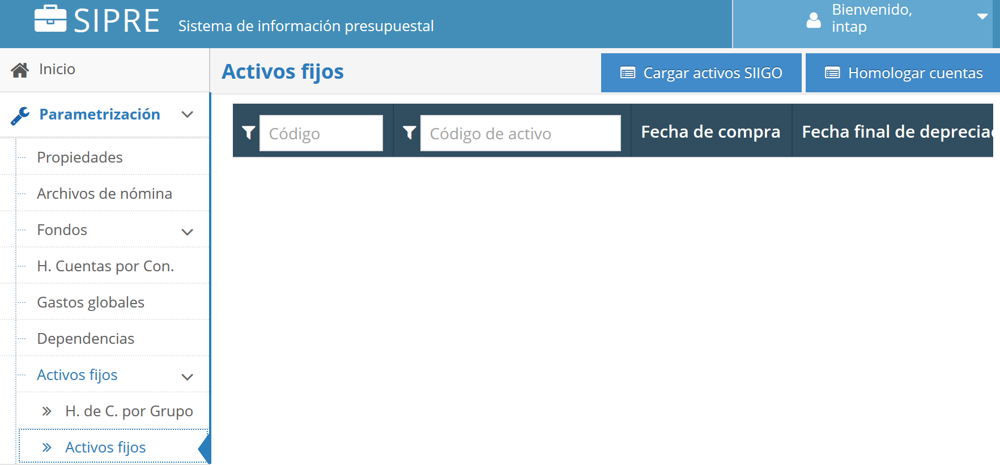 SIPRE Sistema de información presupuestal
Bienvenido,
intap
Inicio
Parametrización
Propiedades
Archivos de nómina
Fondos
H. Cuentas por Con.
Gastos globales
Dependencias
Activos fijos
H. de C. por Grupo
Activos fijos
Activos fijos
Cargar activos SIIGO
Homologar cuentas
Código
Código de activo
Fecha de compra
Fecha final de deprecia